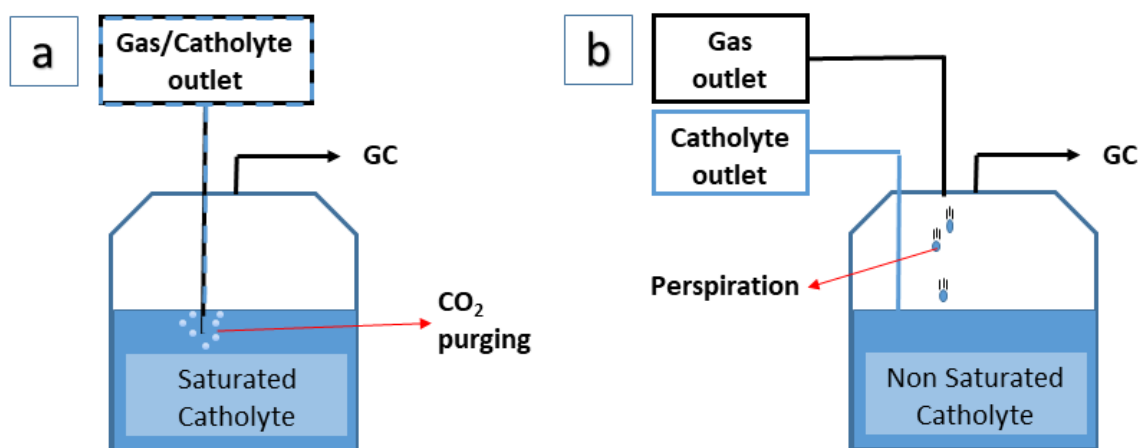 a
Gas/Catholyte
outlet
GC
CO₂
purging
Saturated
Catholyte
b
Gas
outlet
Catholyte
outlet
GC
Perspiration
Non Saturated
Catholyte